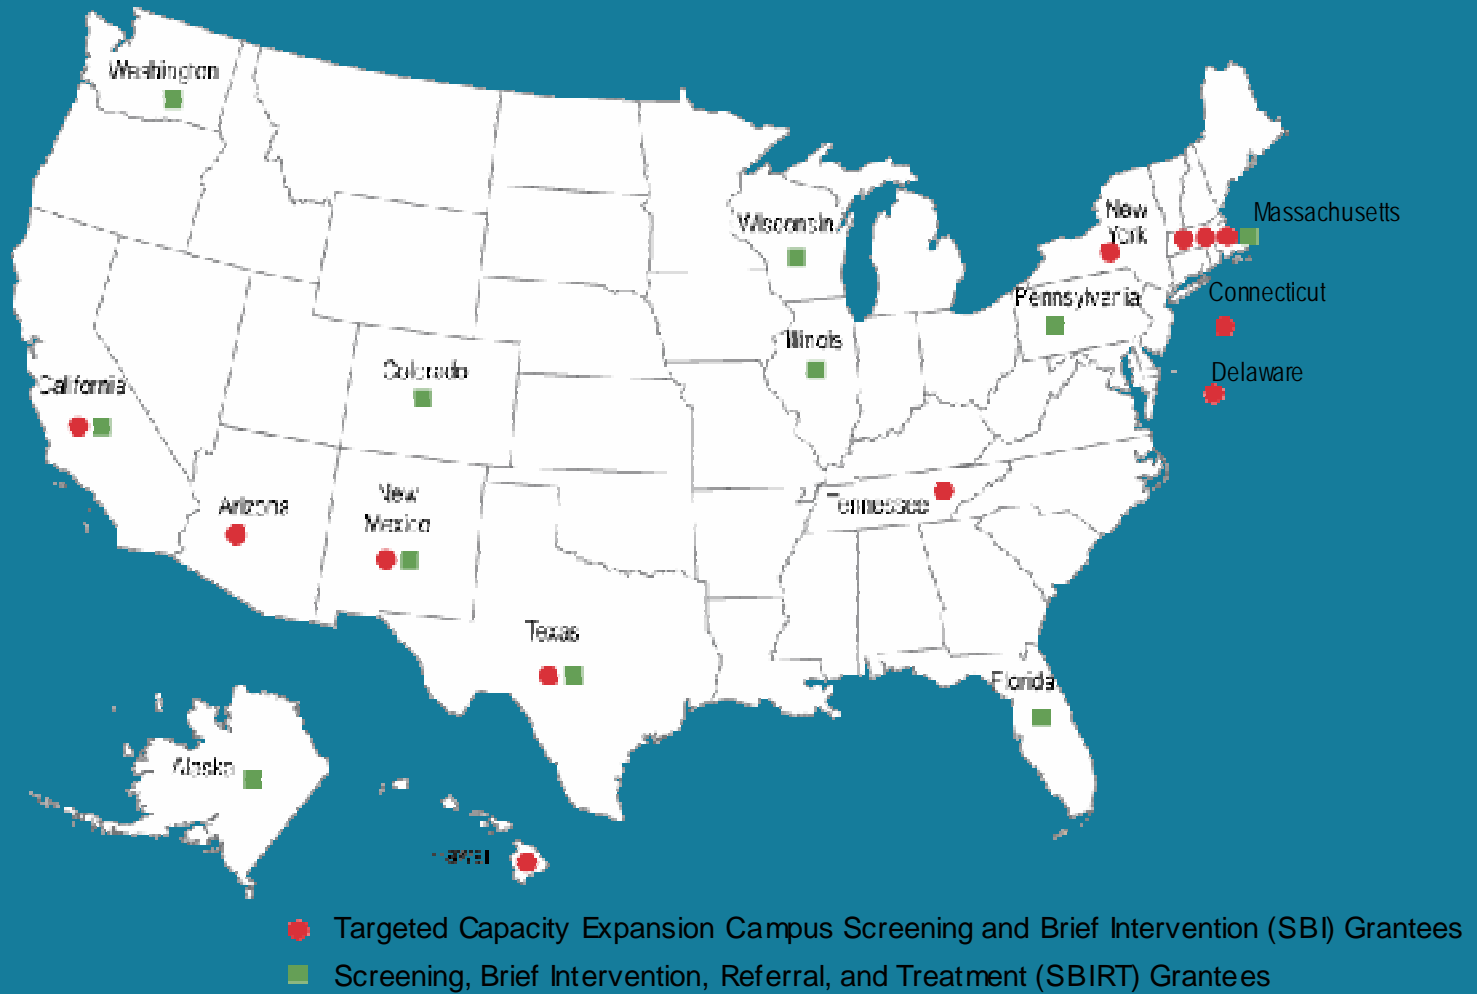 Washington
New
York
Massachusetts
Wisconsin
Connecticut
Pennsylvania
Illinois
Colorado
Delaware
California
New
Mexico
Arizona
Tennessee
Texas
Florida
Alaska
Targeted Capacity Expansion Campus Screening and Brief Intervention (SBI) Grantees
Screening, Brief Intervention, Referral, and Treatment (SBIRT) Grantees